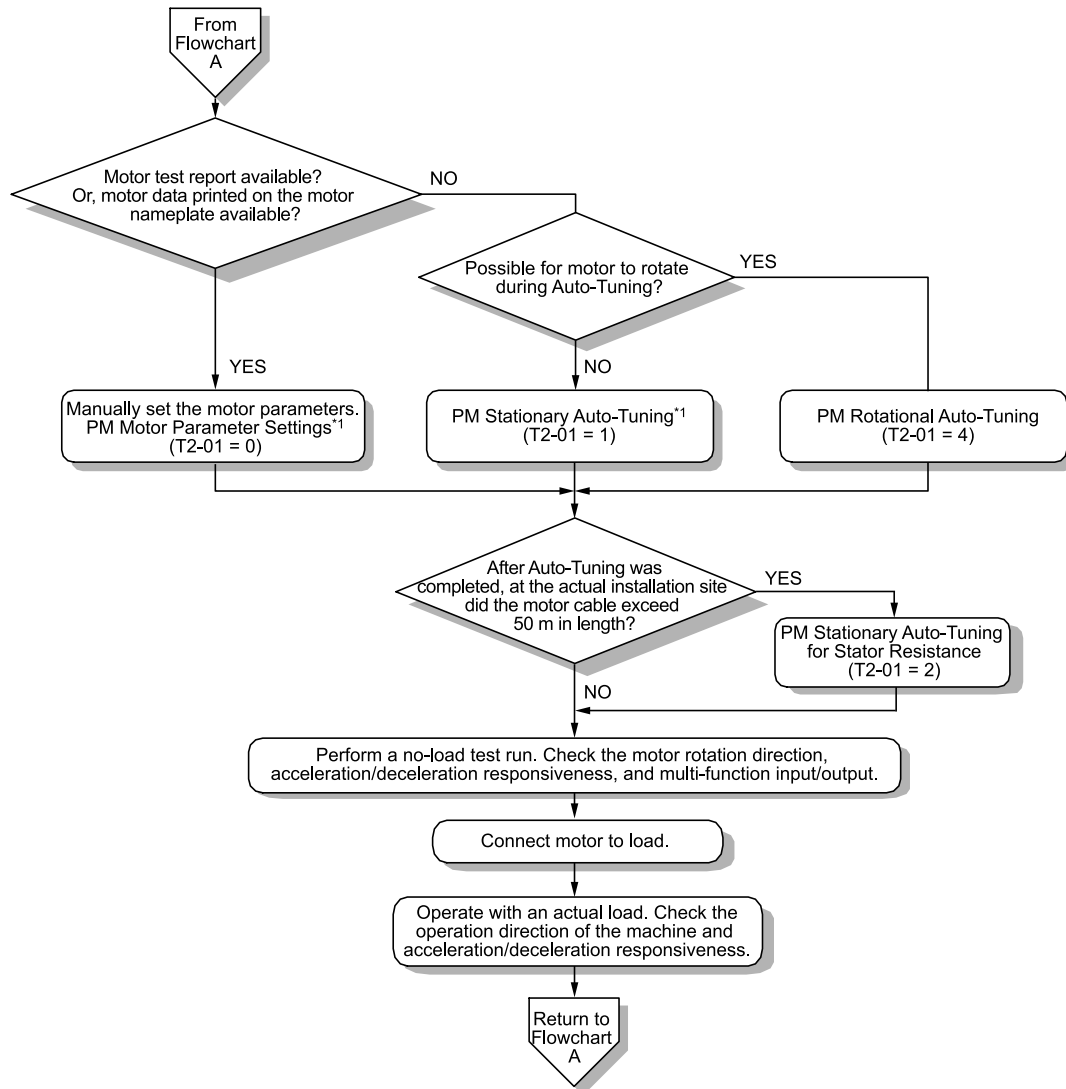 From
Flowchart
A
Motor test report available?
Or, motor data printed on the motor
nameplate available?
NO
Possible for motor to rotate
during Auto-Tuning?
YES
YES
NO
Manually set the motor parameters.
PM Motor Parameter Settings*1
(T2-01 = 0)
PM Stationary Auto-Tuning*1
(T2-01 = 1)
PM Rotational Auto-Tuning
(T2-01 = 4)
After Auto-Tuning was
completed, at the actual installation site
did the motor cable exceed
50 m in length?
YES
PM Stationary Auto-Tuning
for Stator Resistance
(T2-01 = 2)
NO
Perform a no-load test run. Check the motor rotation direction,
acceleration/deceleration responsiveness, and multi-function input/output.
Connect motor to load.
Operate with an actual load. Check the
operation direction of the machine and
acceleration/deceleration responsiveness.
Return to
Flowchart
A